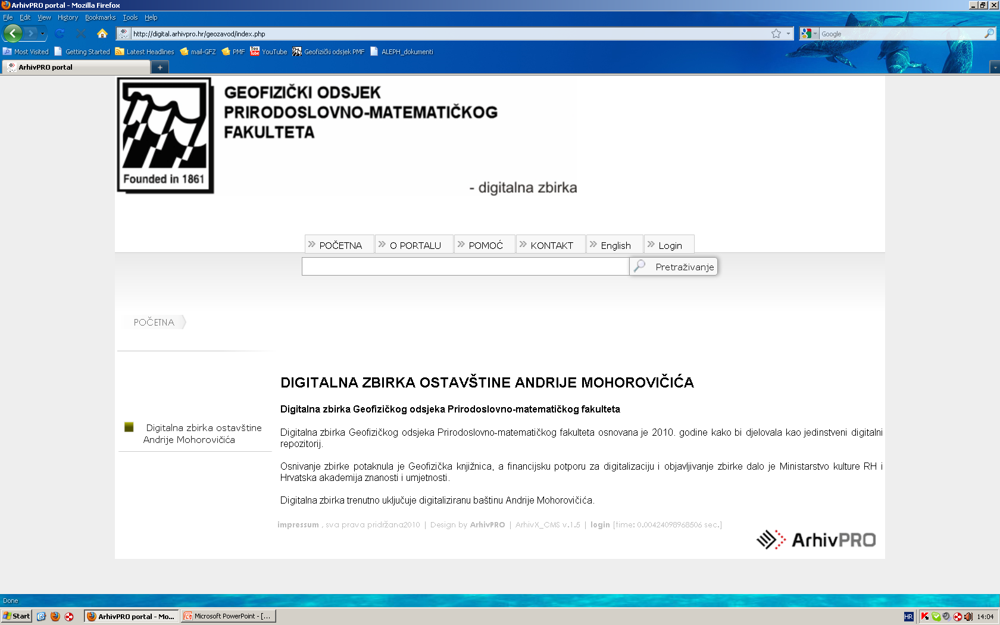 ArhivPRO portal - Mozilla Firefox
File Edit View History Bookmarks Tools Help
http://digital.arhivpro.hr/geozavod/index.php
Google
Most Visited Getting Started Latest Headlines mail-GFZ PMF YouTube Geofizički odsjek PMF ALEPH_dokumenti
ArhivPRO portal
GEOFIZIČKI ODSJEK
PRIRODOSLOVNO-MATEMATIČKOG
FAKULTETA
Founded in 1861
- digitalna zbirka
POČETNA O PORTALU POMOĆ KONTAKT English Login
Pretraživanje
POČETNA
DIGITALNA ZBIRKA OSTAVŠTINE ANDRIJE MOHOROVIČIĆA
Digitalna zbirka Geofizičkog odsjeka Prirodoslovno-matematičkog fakulteta
Digitalna zbirka ostavštine
Andrije Mohorovičića
Digitalna zbirka Geofizičkog odsjeka Prirodoslovno-matematičkog fakulteta osnovana je 2010. godine kako bi djelovala kao jedinstveni digitalni
repozitorij.
Osnivanje zbirke potaknula je Geofizička knjižnica, a financijsku potporu za digitalizaciju i objavljivanje zbirke dalo je Ministarstvo kulture RH i
Hrvatska akademija znanosti i umjetnosti.
Digitalna zbirka trenutno uključuje digitaliziranu baštinu Andrije Mohorovičića.
impressum , sva prava pridržana2010 | Design by ArhivPRO | ArhivX_CMS v.1.5 | login [time: 0.00424098968506 sec.]
ArhivPRO
Done
Start ArhivPRO portal - Mo... Microsoft PowerPoint - [... HR 14:04